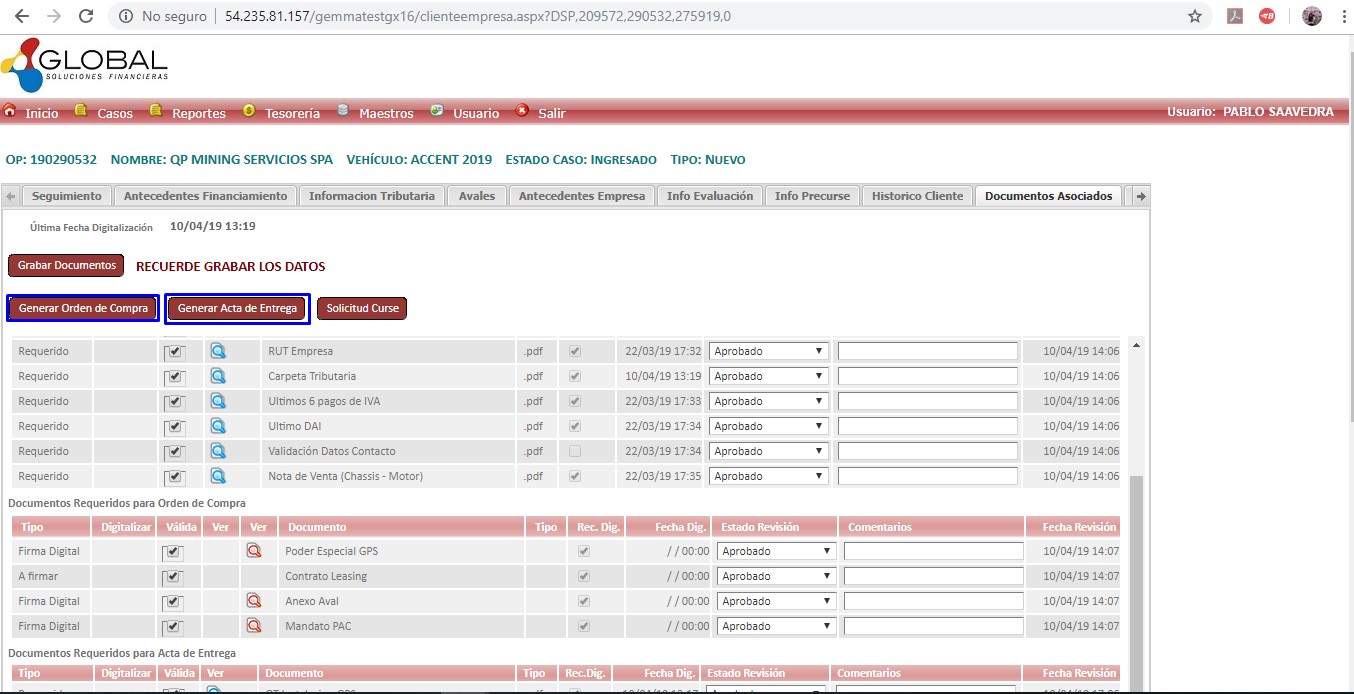 No seguro 54.235.81.157/gemmatestgx16/clienteempresa.aspx?DSP,209572,290532,275919,0
GLOBAL
SOLUCIONES FINANCIERAS
Inicio Casos Reportes Tesorería Maestros Usuario Salir Usuario: PABLO SAAVEDRA
OP: 190290532 NOMBRE: QP MINING SERVICIOS SPA VEHÍCULO: ACCENT 2019 ESTADO CASO: INGRESADO TIPO: NUEVO
Seguimiento Antecedentes Financiamiento Informacion Tributaria Avales Antecedentes Empresa Info Evaluación Info Precurse Historico Cliente Documentos Asociados
Última Fecha Digitalización 10/04/19 13:19
Grabar Documentos RECUERDE GRABAR LOS DATOS
Generar Orden de Compra Generar Acta de Entrega Solicitud Curse
Requerido RUT Empresa .pdf 22/03/19 17:32 Aprobado 10/04/19 14:06
Requerido Carpeta Tributaria .pdf 10/04/19 13:19 Aprobado 10/04/19 14:06
Requerido Ultimos 6 pagos de IVA .pdf 22/03/19 17:33 Aprobado 10/04/19 14:06
Requerido Ultimo DAI .pdf 22/03/19 17:34 Aprobado 10/04/19 14:06
Requerido Validación Datos Contacto .pdf 22/03/19 17:34 Aprobado 10/04/19 14:06
Requerido Nota de Venta (Chassis - Motor) .pdf 22/03/19 17:35 Aprobado 10/04/19 14:06
Documentos Requeridos para Orden de Compra
Tipo Digitalizar Válida Ver Ver Documento Tipo Rec. Dig. Fecha Dig. Estado Revisión Comentarios Fecha Revisión
Firma Digital Poder Especial GPS / / 00:00 Aprobado 10/04/19 14:07
A firmar Contrato Leasing / / 00:00 Aprobado 10/04/19 14:07
Firma Digital Anexo Aval / / 00:00 Aprobado 10/04/19 14:07
Firma Digital Mandato PAC / / 00:00 Aprobado 10/04/19 14:07
Documentos Requeridos para Acta de Entrega
Tipo Digitalizar Válida Ver Documento Tipo Rec.Dig. Fecha Dig. Estado Revisión Comentarios Fecha Revisión